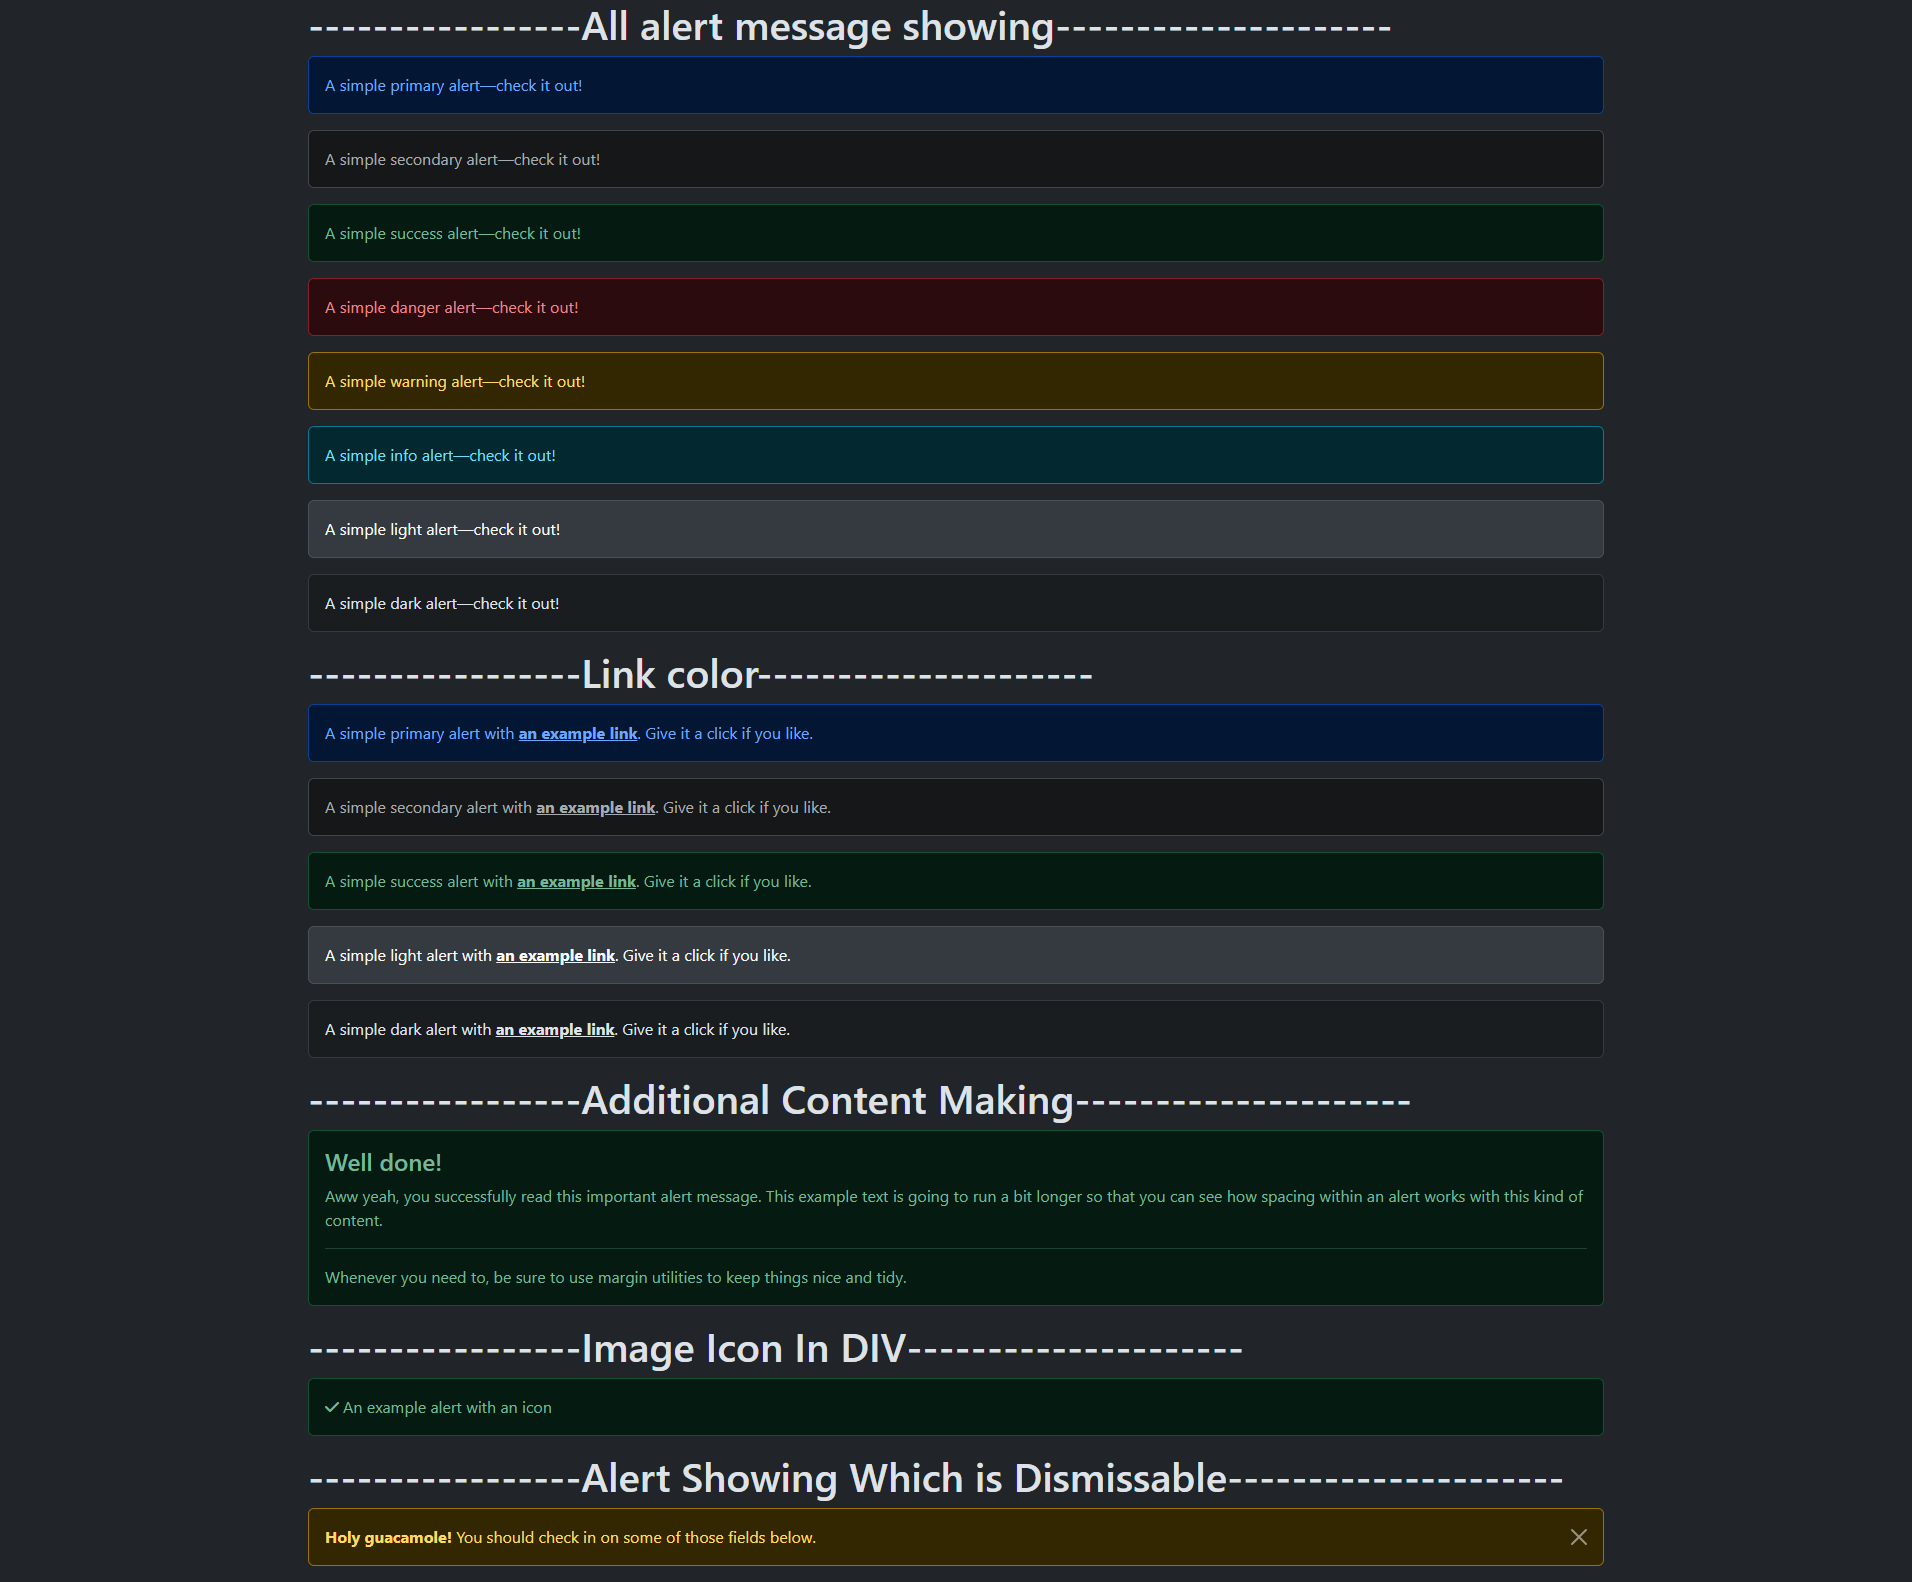 -----------------All alert message showing---------------------
A simple primary alert—check it out!
A simple secondary alert—check it out!
A simple success alert—check it out!
A simple danger alert—check it out!
A simple warning alert—check it out!
A simple info alert—check it out!
A simple light alert—check it out!
A simple dark alert—check it out!
-----------------Link color---------------------
A simple primary alert with an example link. Give it a click if you like.
A simple secondary alert with an example link. Give it a click if you like.
A simple success alert with an example link. Give it a click if you like.
A simple light alert with an example link. Give it a click if you like.
A simple dark alert with an example link. Give it a click if you like.
-----------------Additional Content Making---------------------
Well done!
Aww yeah, you successfully read this important alert message. This example text is going to run a bit longer so that you can see how spacing within an alert works with this kind of
content.
Whenever you need to, be sure to use margin utilities to keep things nice and tidy.
-----------------Image Icon In DIV---------------------
An example alert with an icon
-----------------Alert Showing Which is Dismissable---------------------
Holy guacamole! You should check in on some of those fields below.